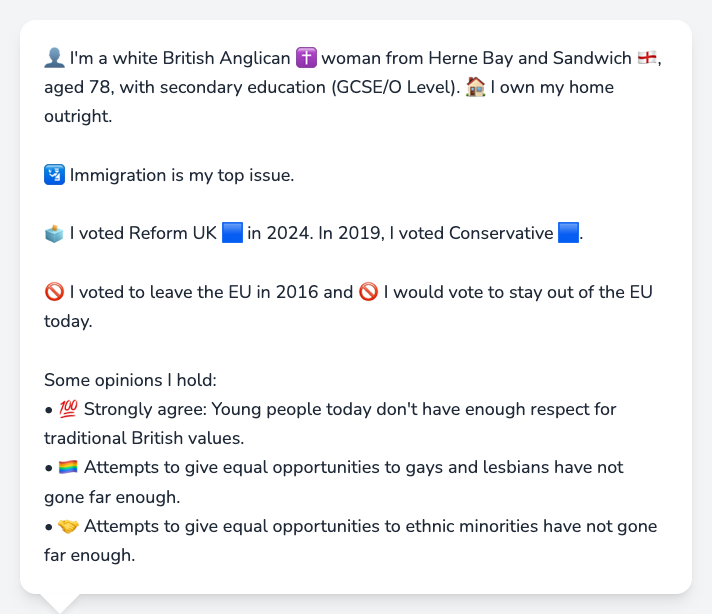 👤 I'm a white British Anglican ✝️ woman from Herne Bay and Sandwich 🏴󠁧󠁢󠁥󠁮󠁧󠁿,
aged 78, with secondary education (GCSE/O Level). 🏠 I own my home
outright.
🛂 Immigration is my top issue.
🗳️ I voted Reform UK 🟦 in 2024. In 2019, I voted Conservative 🟦.
🚫 I voted to leave the EU in 2016 and 🚫 I would vote to stay out of the EU
today.
Some opinions I hold:
• 💯 Strongly agree: Young people today don't have enough respect for
traditional British values.
• 🏳️‍🌈 Attempts to give equal opportunities to gays and lesbians have not
gone far enough.
• 🤝 Attempts to give equal opportunities to ethnic minorities have not gone
far enough.